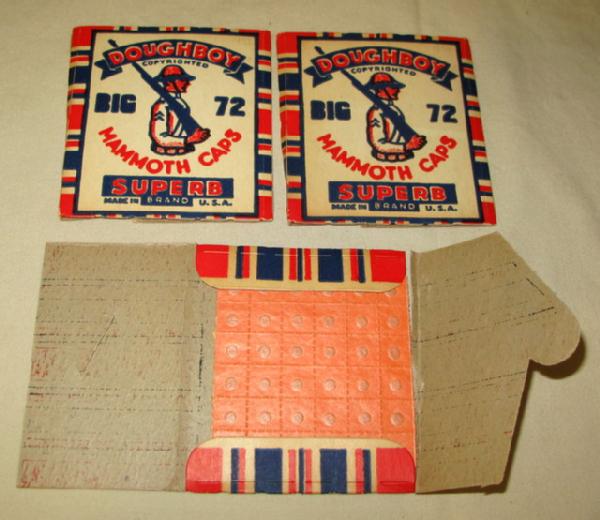 DOUGHBOY
COPYRIGHTED
BIG 72
MAMMOTH CAPS
SUPERB
MADE IN BRAND U.S.A.
DOUGHBOY
COPYRIGHTED
BIG 72
MAMMOTH CAPS
SUPERB
MADE IN BRAND U.S.A.